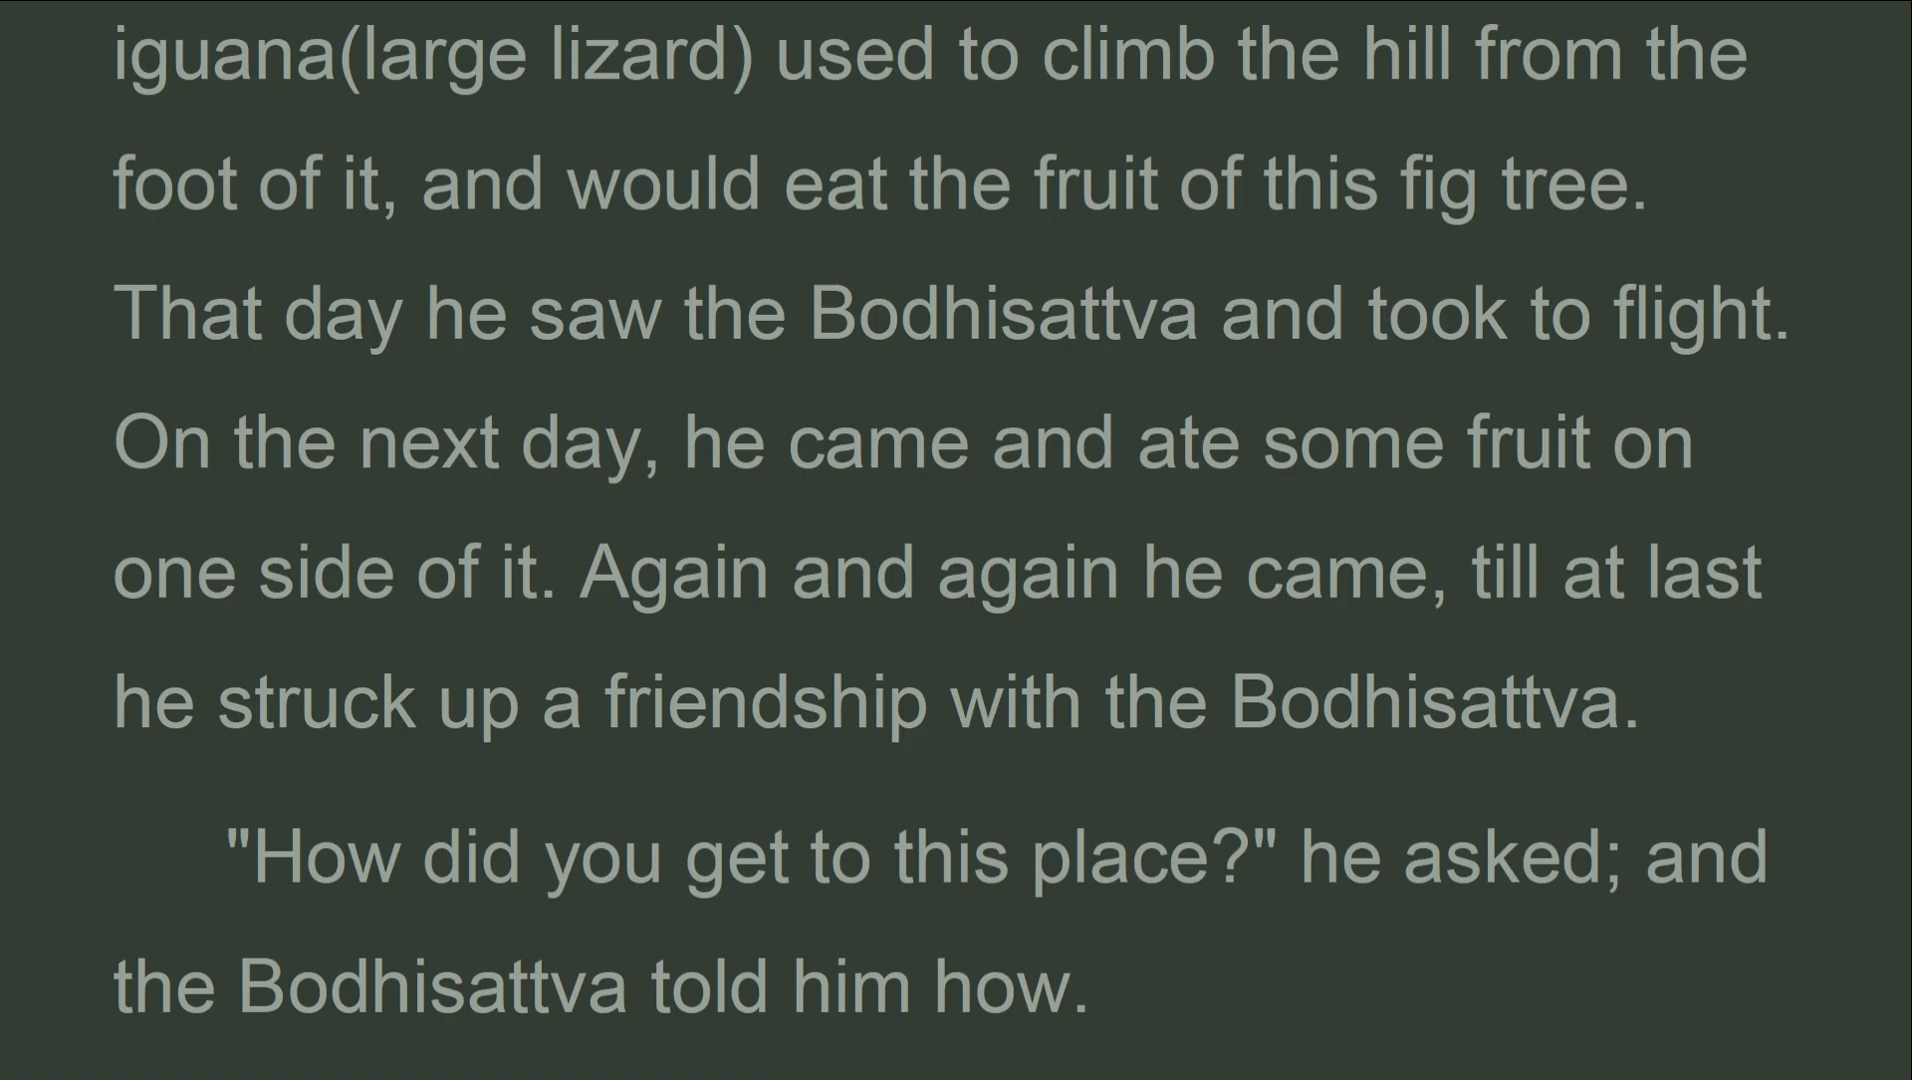 iguana(large lizard) used to climb the hill from the
foot of it, and would eat the fruit of this fig tree.
That day he saw the Bodhisattva and took to flight.
On the next day, he came and ate some fruit on
one side of it. Again and again he came, till at last
he struck up a friendship with the Bodhisattva.
"How did you get to this place?" he asked; and
the Bodhisattva told him how.